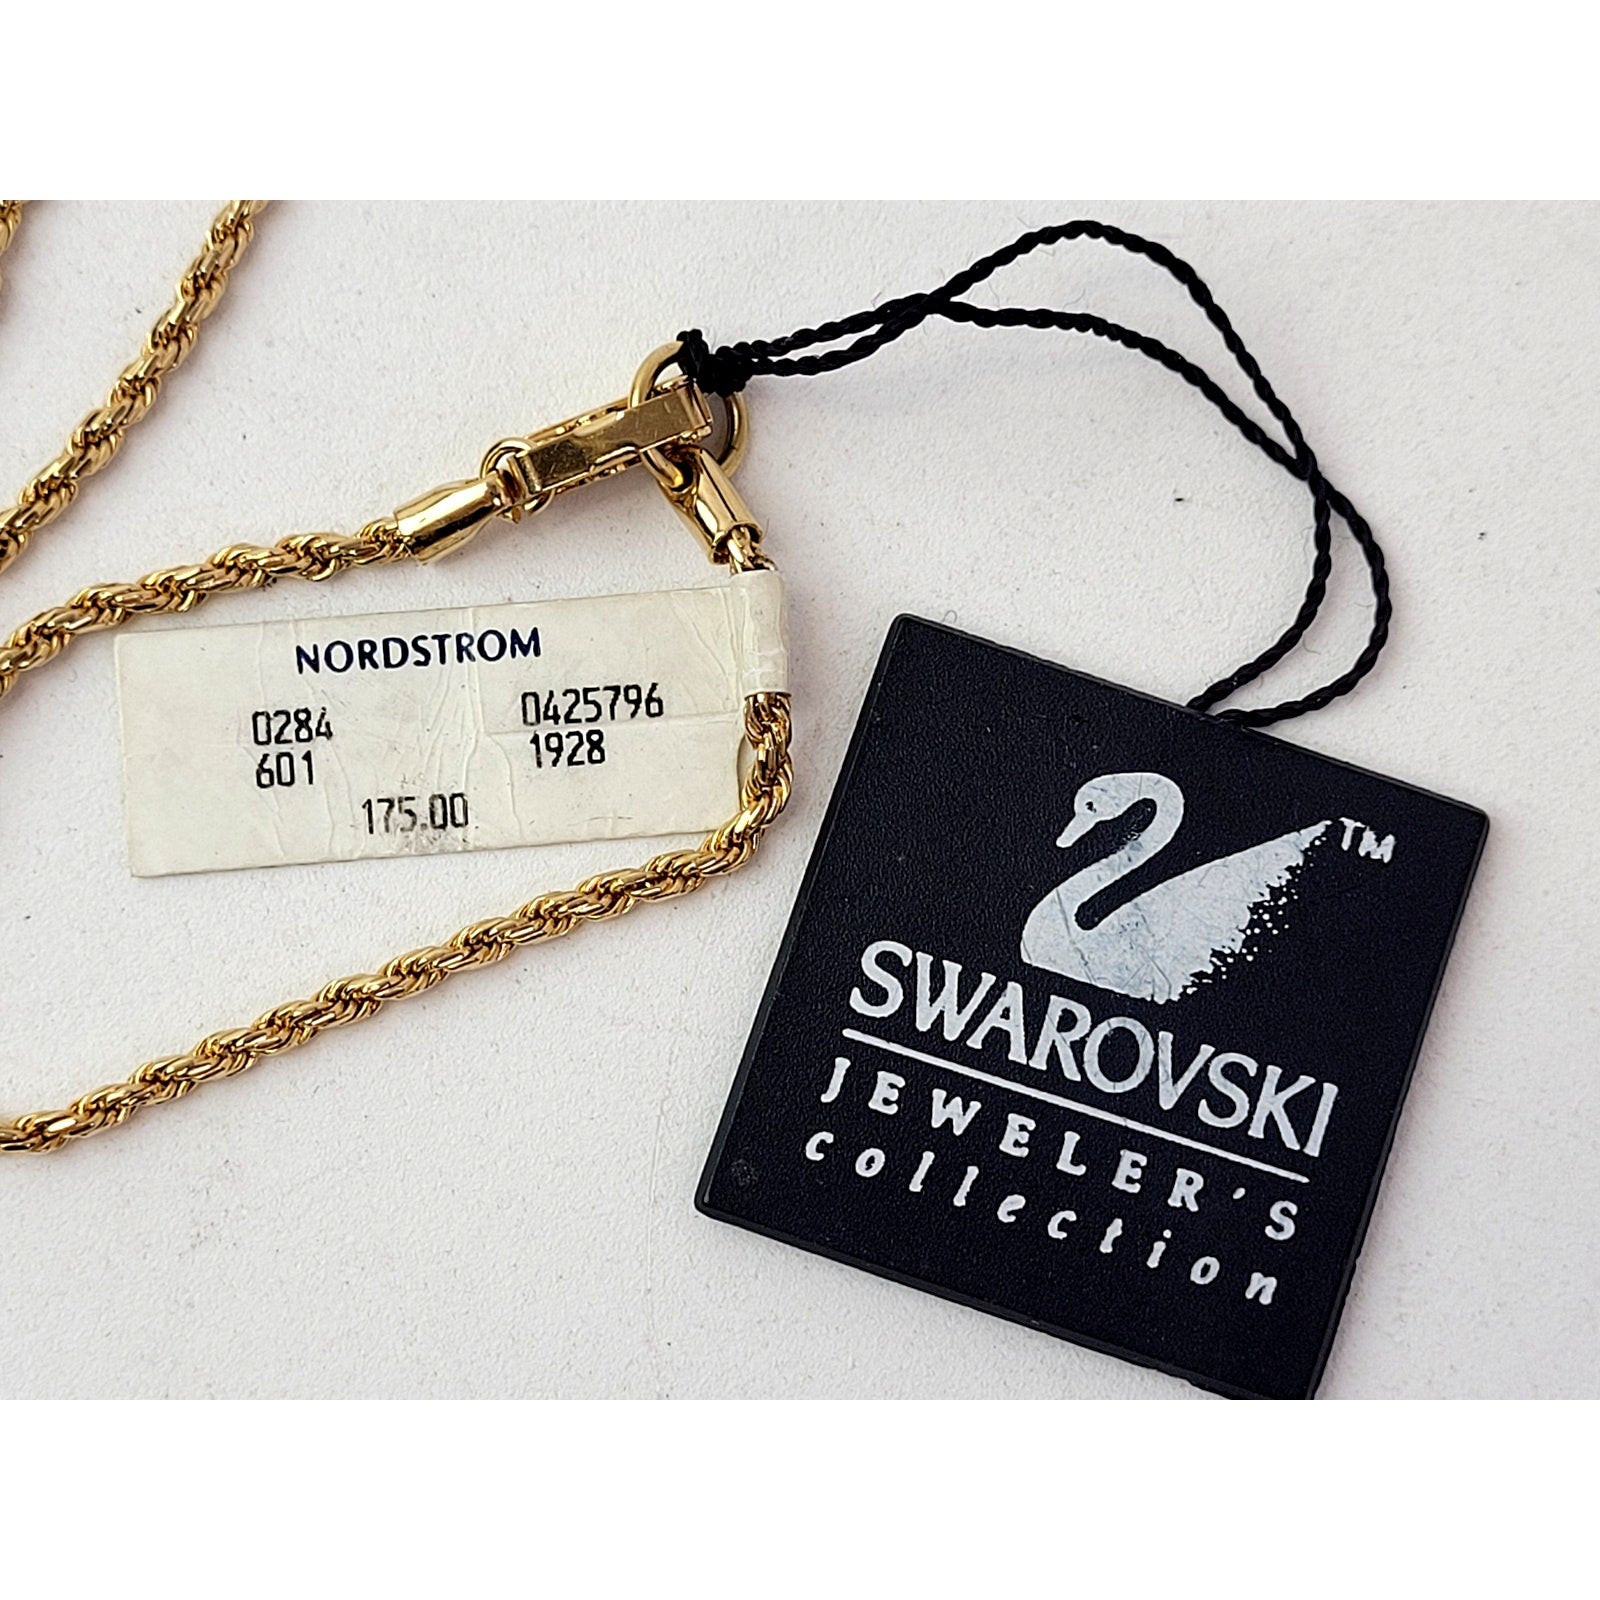 NORDSTROM
0284 0425796
601 1928
175.00
TM
SWAROVSKI
JEWELER'S
collection